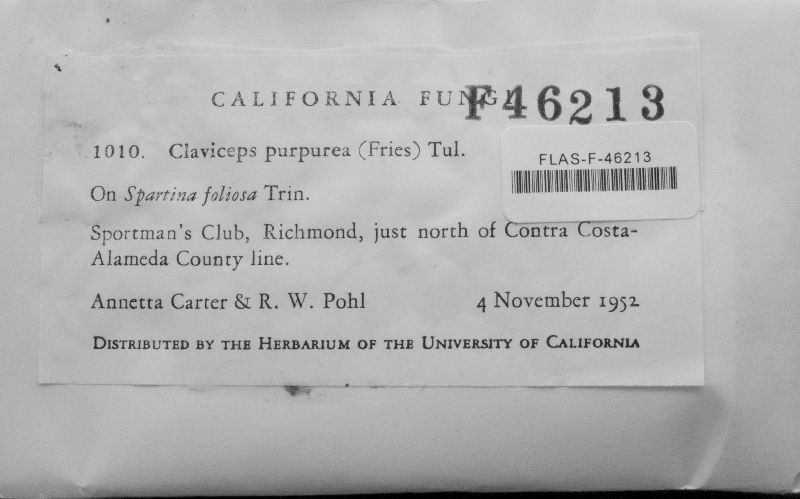 CALIFORNIA FUNGI
F46213
1010. Claviceps purpurea (Fries) Tul.
FLAS-F-46213
On Spartina foliosa Trin.
Sportman's Club, Richmond, just north of Contra Costa-
Alameda County line.
Annetta Carter & R. W. Pohl 4 November 1952
DISTRIBUTED BY THE HERBARIUM OF THE UNIVERSITY OF CALIFORNIA